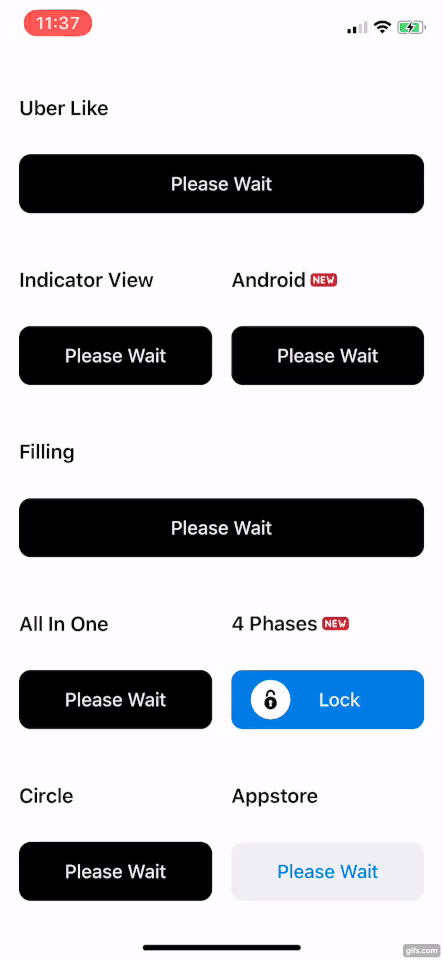 11:37
Uber Like
Please Wait
Indicator View
Android NEW
Please Wait
Please Wait
Filling
Please Wait
All In One
4 Phases NEW
Please Wait
Lock
Circle
Appstore
Please Wait
Please Wait
gifs.com